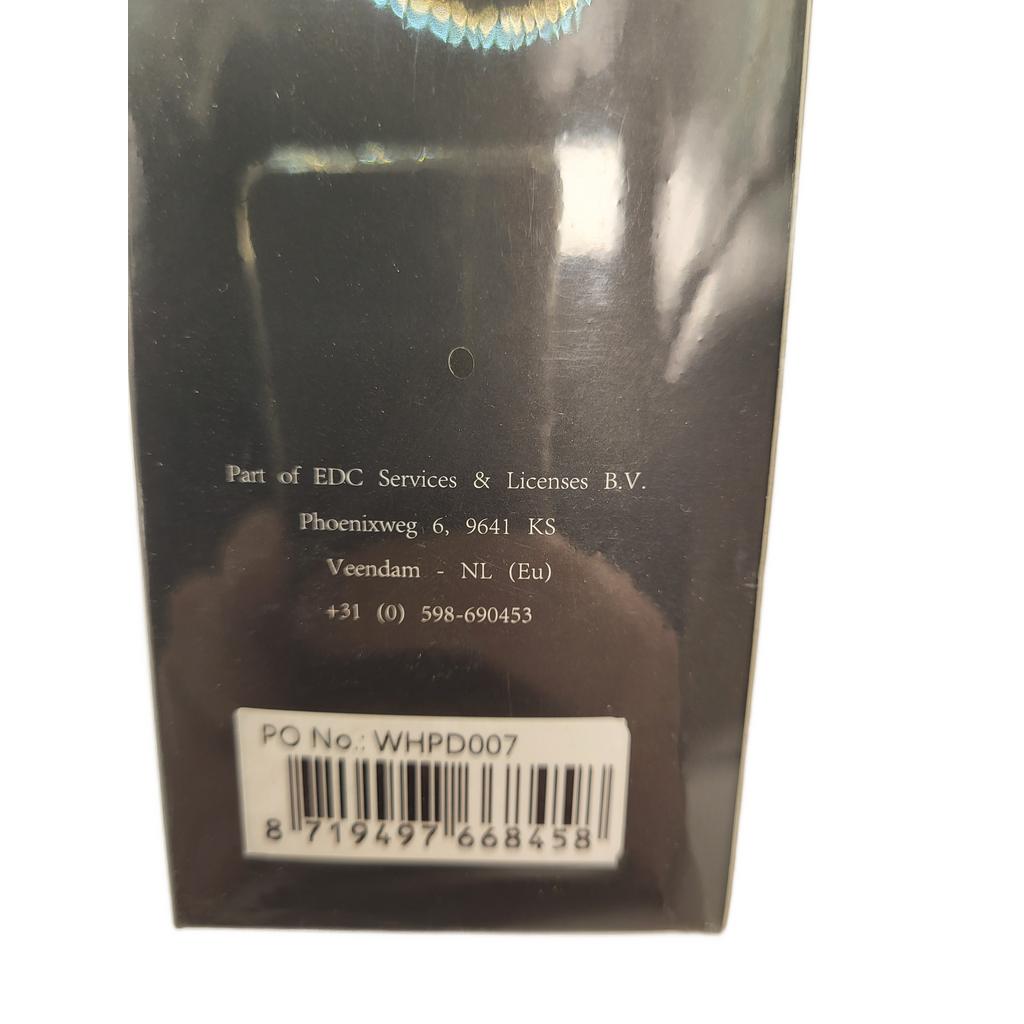 Part of EDC Services & Licenses B.V.
Phoenixweg 6, 9641 KS
Veendam - NL (Eu)
+31 (0) 598-690453
PO No.: WHPD007
8 719497 668458